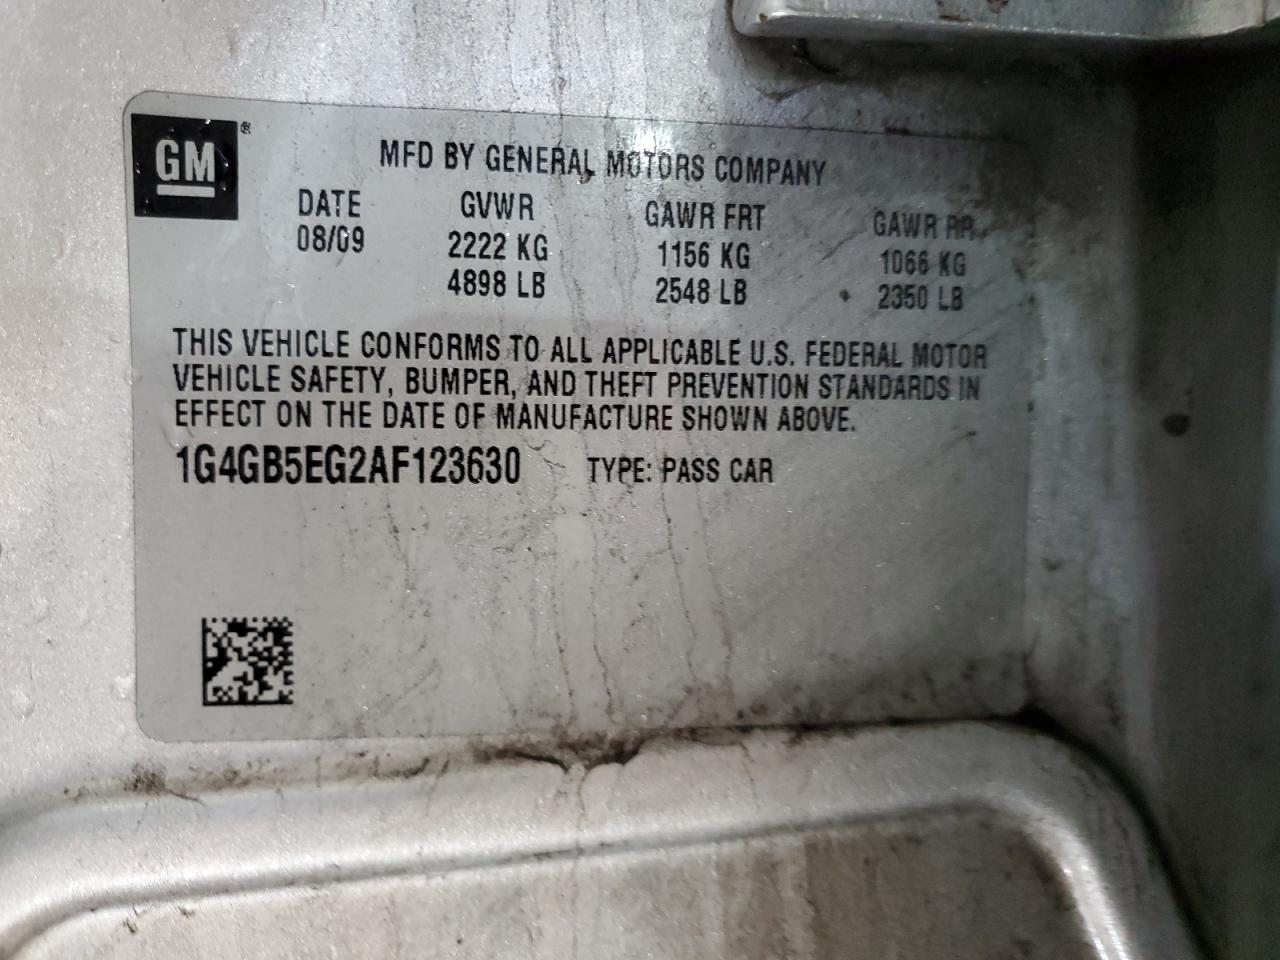 GM®
MFD BY GENERAL MOTORS COMPANY
DATE GVWR GAWR FRT GAWR RR
08/09 2222 KG 1156 KG 1066 KG
4898 LB 2548 LB 2350 LB
THIS VEHICLE CONFORMS TO ALL APPLICABLE U.S. FEDERAL MOTOR
VEHICLE SAFETY, BUMPER, AND THEFT PREVENTION STANDARDS IN
EFFECT ON THE DATE OF MANUFACTURE SHOWN ABOVE.
1G4GB5EG2AF123630 TYPE: PASS CAR